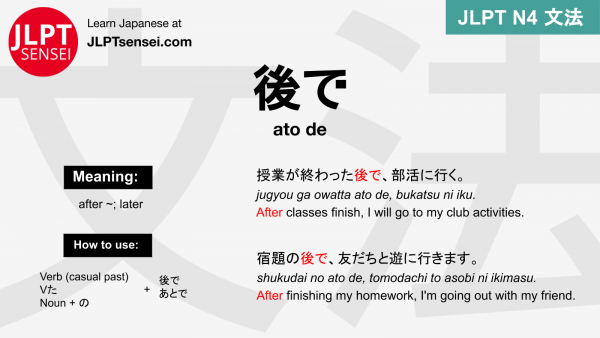 JLPT
SENSEI
Learn Japanese at
JLPTsensei.com
JLPT N4 文法
文法
後で
ato de
Meaning:
after ~; later
How to use:
Verb (casual past)
Vた
Noun + の
+
後で
あとで
授業が終わった後で、部活に行く。
jugyou ga owatta ato de, bukatsu ni iku.
After classes finish, I will go to my club activities.
宿題の後で、友だちと遊に行きます。
shukudai no ato de, tomodachi to asobi ni ikimasu.
After finishing my homework, I'm going out with my friend.